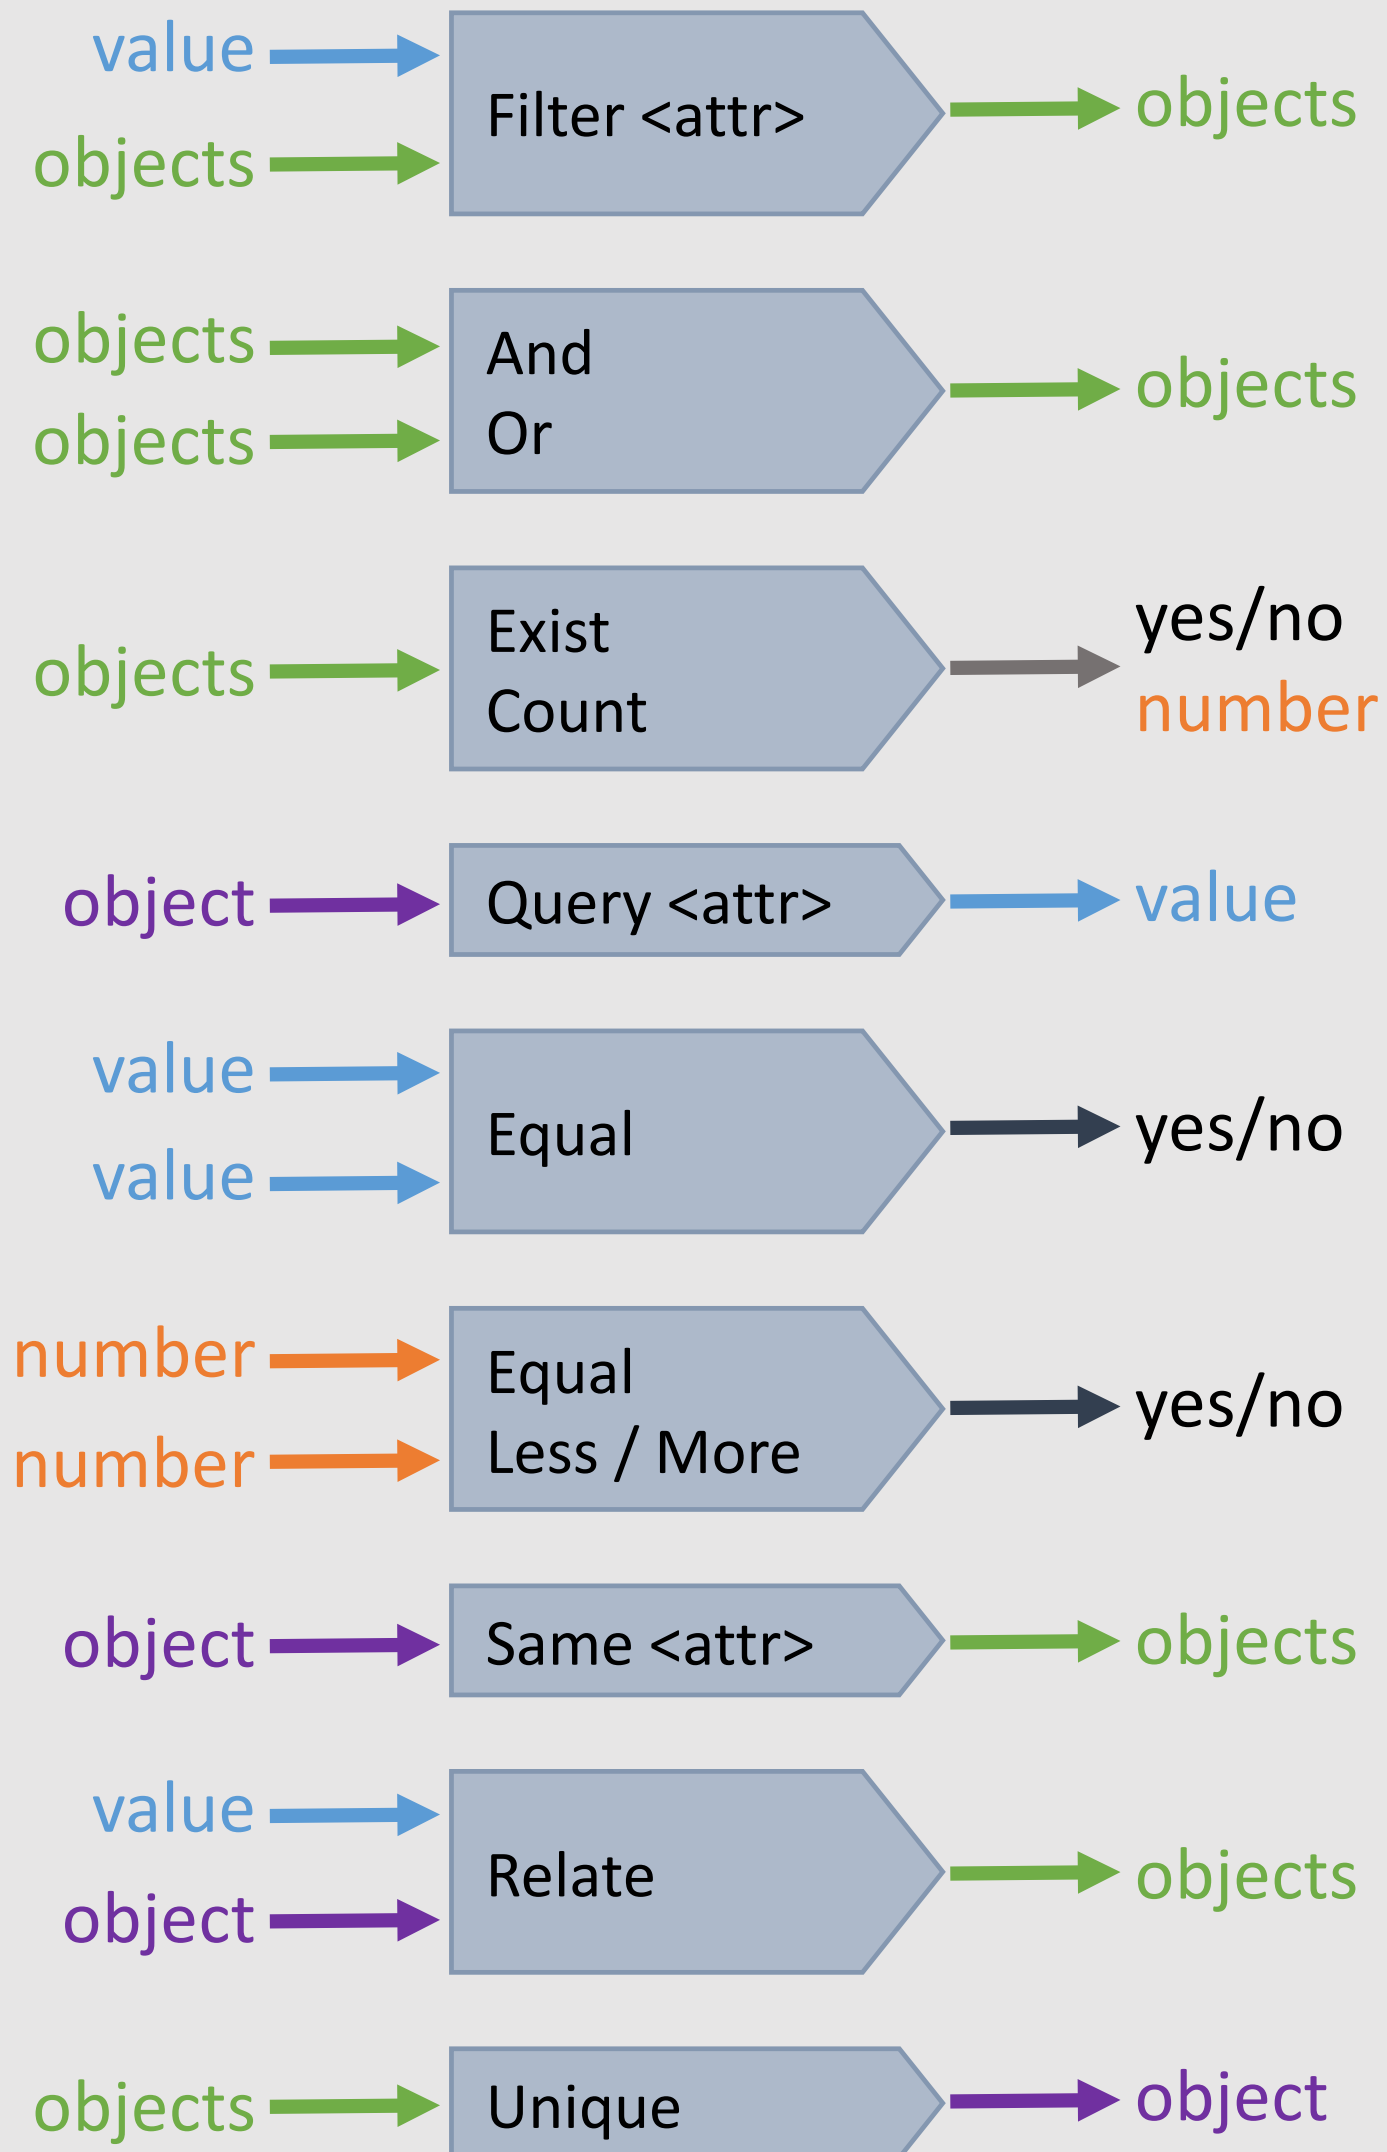 value
objects
Filter <attr>
objects
objects
objects
And
Or
objects
objects
Exist
Count
yes/no
number
object
Query <attr>
value
value
value
Equal
yes/no
number
number
Equal
Less / More
yes/no
object
Same <attr>
objects
value
object
Relate
objects
objects
Unique
object